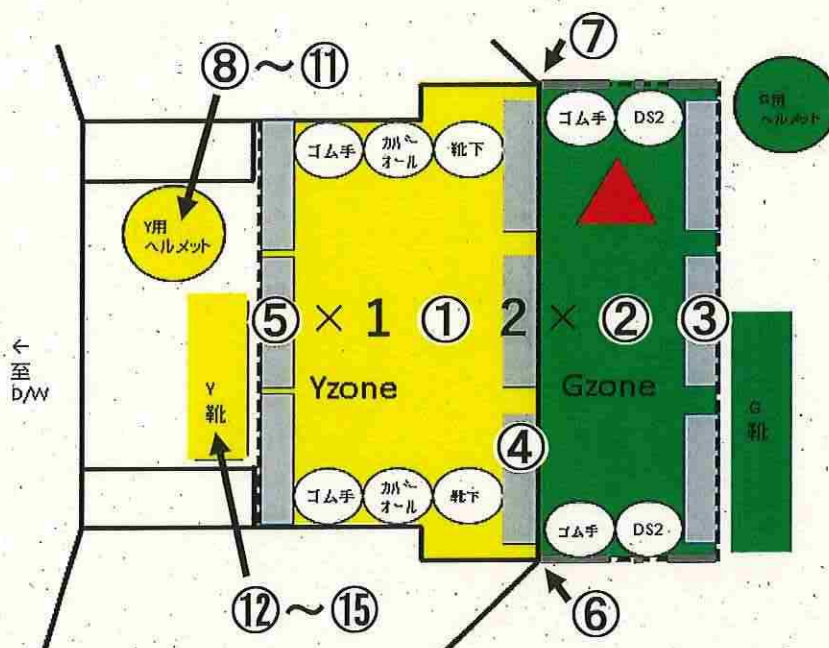 ⑦
⑧～⑪
ゴム手
カバーオール
靴下
ゴム手
DS2
G用
ヘルメット
Y用
ヘルメット
⑤ × 1 ① 2 × ② ③
← 至 D/W
Yzone
Gzone
Y 靴
G 靴
④
ゴム手
カバーオール
靴下
ゴム手
DS2
⑫～⑮
⑥